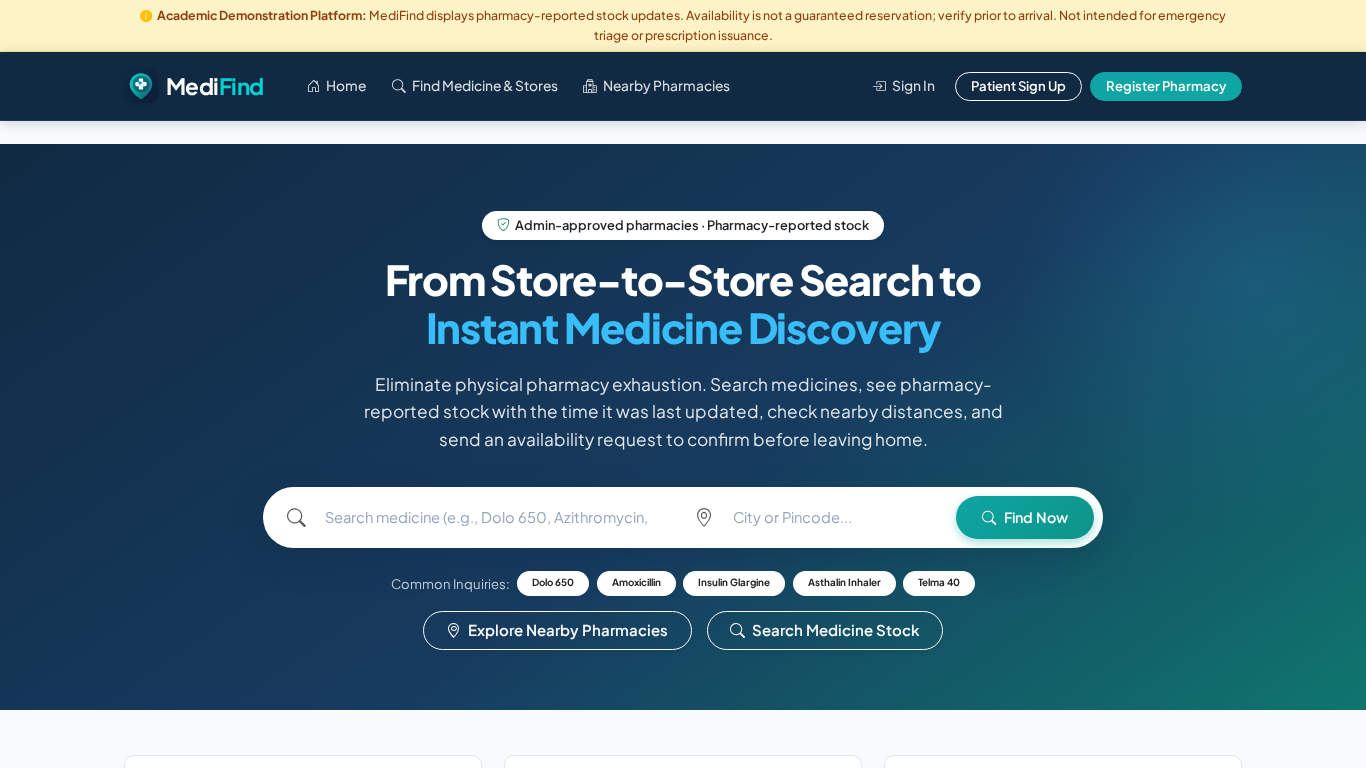 Academic Demonstration Platform: MediFind displays pharmacy-reported stock updates. Availability is not a guaranteed reservation; verify prior to arrival. Not intended for emergency
triage or prescription issuance.
MediFind
Home
Find Medicine & Stores
Nearby Pharmacies
Sign In
Patient Sign Up
Register Pharmacy
Admin-approved pharmacies · Pharmacy-reported stock
From Store-to-Store Search to
Instant Medicine Discovery
Eliminate physical pharmacy exhaustion. Search medicines, see pharmacy-
reported stock with the time it was last updated, check nearby distances, and
send an availability request to confirm before leaving home.
Search medicine (e.g., Dolo 650, Azithromycin,
City or Pincode...
Find Now
Common Inquiries:
Dolo 650
Amoxicillin
Insulin Glargine
Asthalin Inhaler
Telma 40
Explore Nearby Pharmacies
Search Medicine Stock